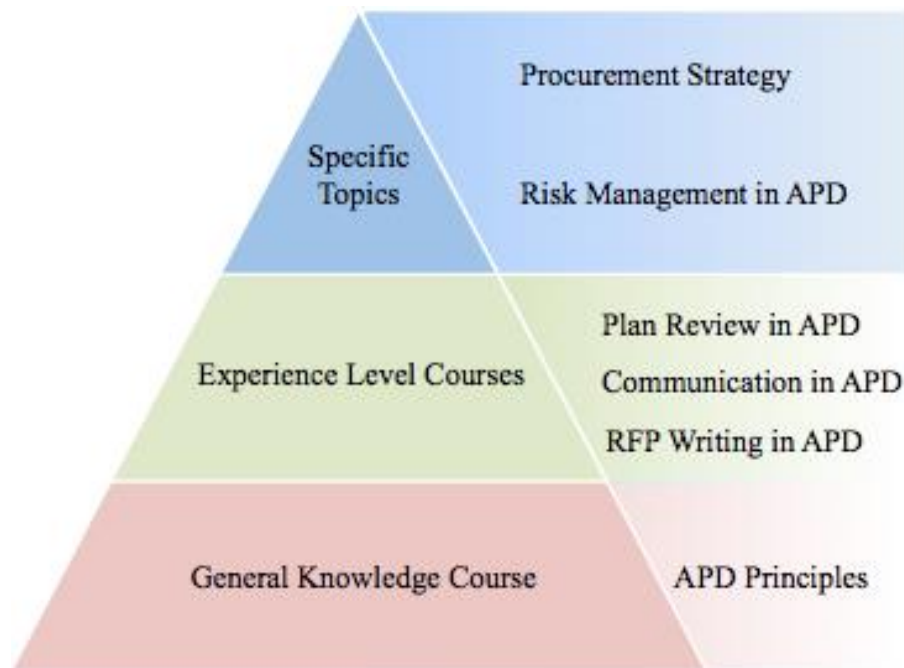 Procurement Strategy
Specific
Topics
Risk Management in APD
Plan Review in APD
Experience Level Courses
Communication in APD
RFP Writing in APD
General Knowledge Course
APD Principles